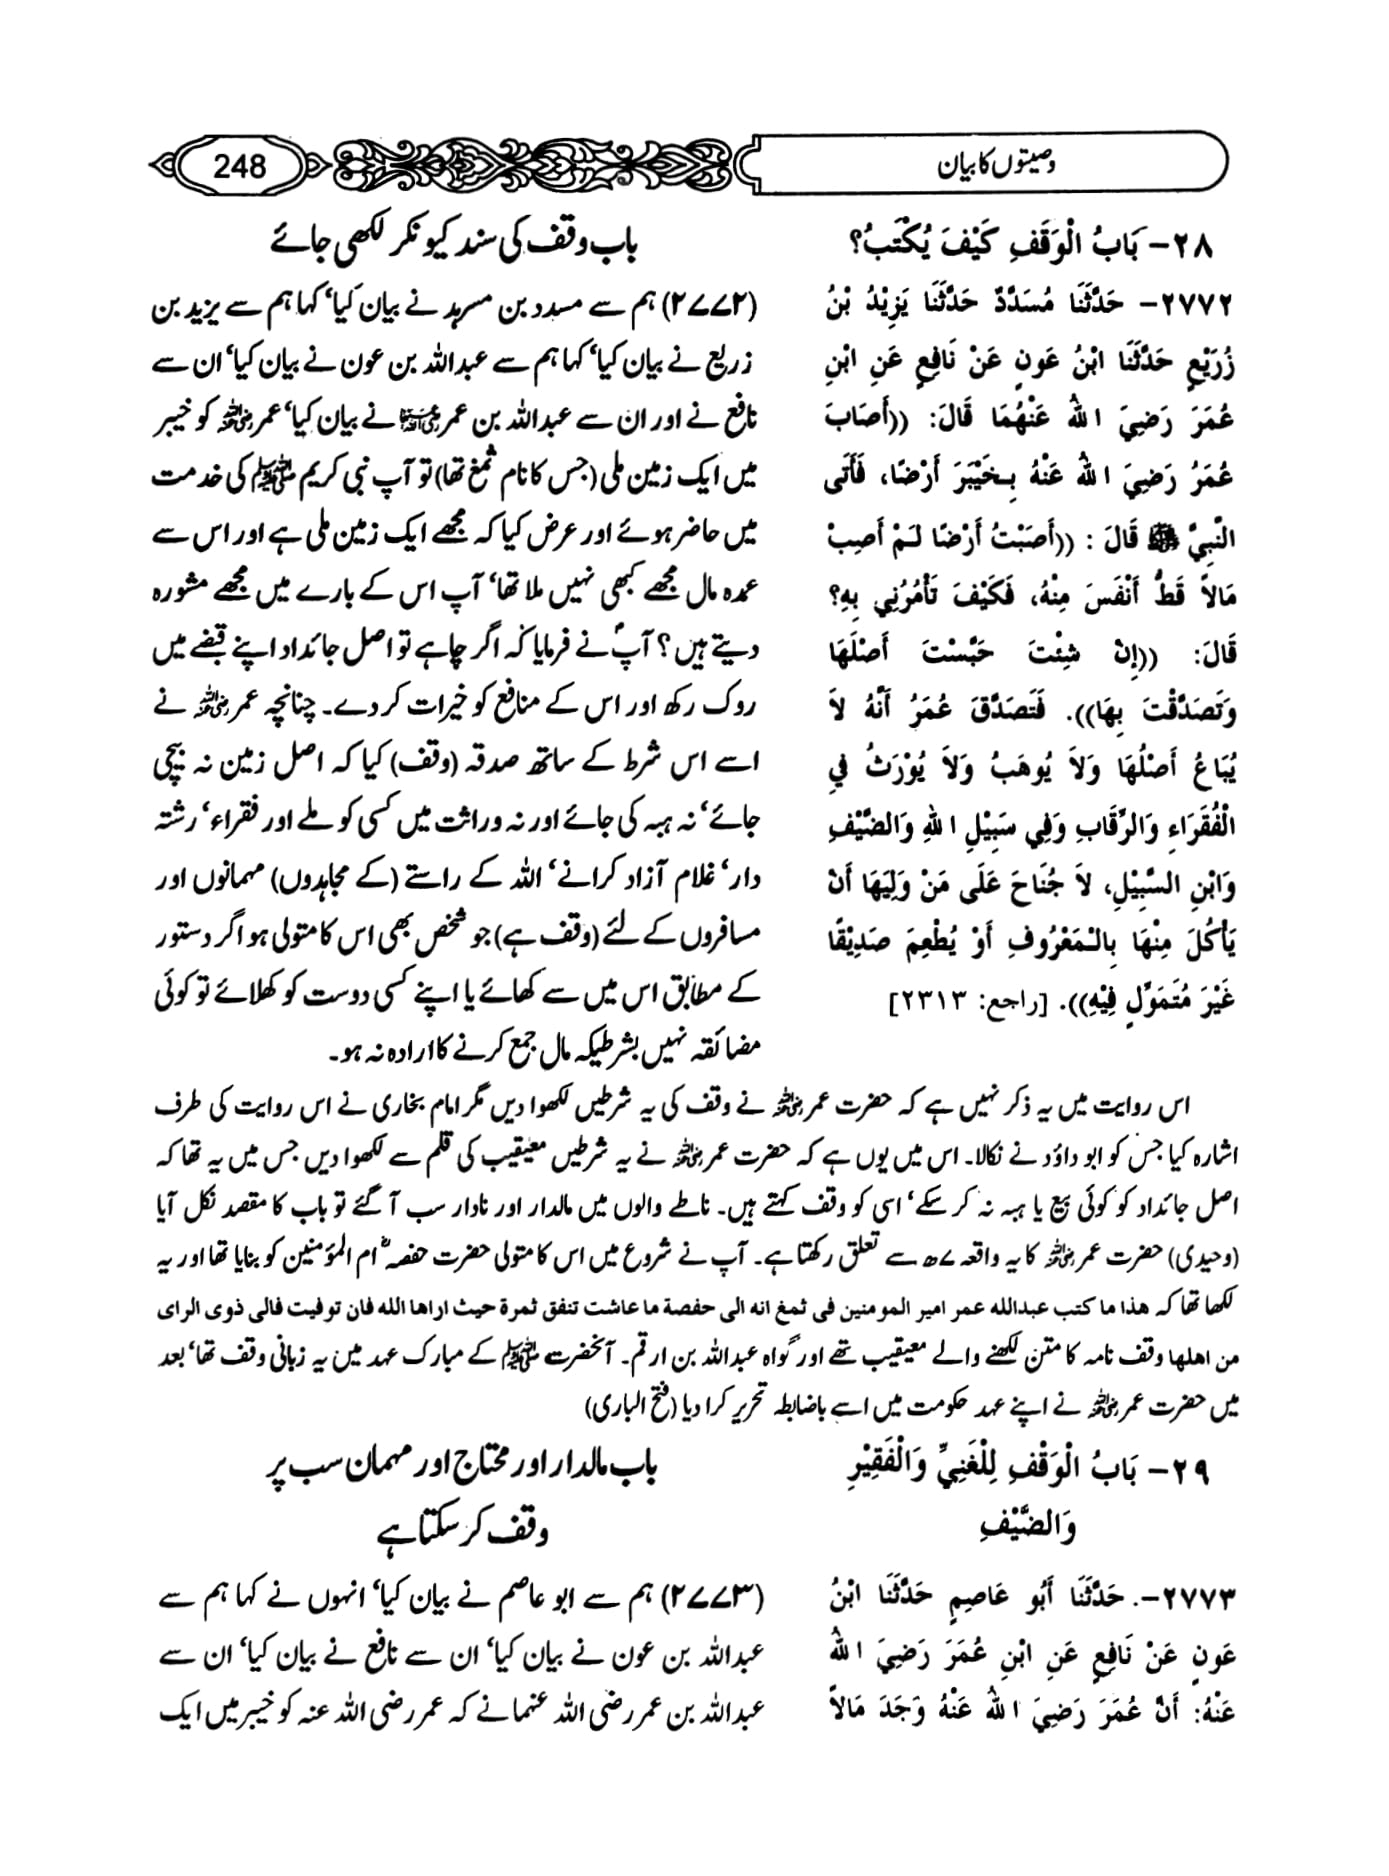 وصیتوں کا بیان
248
٢٨- بَابُ الْوَقْفِ كَيْفَ يُكْتَبُ؟
٢٧٧٢- حَدَّثَنَا مُسَدَّدٌ حَدَّثَنَا يَزِيْدُ بْنُ
زُرَيْعٍ حَدَّثَنَا ابْنُ عَونٍ عَنْ نَافِعٍ عَنِ ابْنِ
عُمَرَ رَضِيَ اللهُ عَنْهُمَا قَالَ: ((أَصَابَ
عُمَرُ رَضِيَ اللهُ عَنْهُ بِخَيْبَرَ أَرْضًا، فَأَتَى
النَّبِيَّ ﷺ قَالَ : ((أَصَبْتُ أَرْضًا لَمْ أُصِبْ
مَالاً قَطُّ أَنْفَسَ مِنْهُ، فَكَيْفَ تَأْمُرُنِي بِهِ؟
قَالَ: ((إِنْ شِئْتَ حَبَّسْتَ أَصْلَهَا
وَتَصَدَّقْتَ بِهَا)). فَتَصَدَّقَ عُمَرُ أَنَّهُ لاَ
يُبَاعُ أَصْلُهَا وَلاَ يُوهَبُ وَلاَ يُوْرَثُ فِي
الْفُقَرَاءِ وَالرِّقَابِ وَفِي سَبِيْلِ اللهِ وَالضَّيْفِ
وَابْنِ السَّبِيْلِ، لاَ جُنَاحَ عَلَى مَنْ وَلِيَهَا أَنْ
يَأْكُلَ مِنْهَا بِالْمَعْرُوفِ أَوْ يُطْعِمَ صَدِيْقًا
غَيْرَ مُتَمَوِّلٍ فِيْهِ)). [راجع: ٢٣١٣]
باب وقف کی سند کیونکر لکھی جائے
(۲۷۷۲) ہم سے مسدد بن مسرہد نے بیان کیا‘ کہا ہم سے یزید بن
زریع نے بیان کیا‘ کہا ہم سے عبداللہ بن عون نے بیان کیا‘ ان سے
نافع نے اور ان سے عبداللہ بن عمر رضی اللہ عنہما نے بیان کیا‘ عمر رضی اللہ عنہ کو خیبر
میں ایک زمین ملی (جس کا نام ثمغ تھا) تو آپ نبی کریم ﷺ کی خدمت
میں حاضر ہوئے اور عرض کیا کہ مجھے ایک زمین ملی ہے اور اس سے
عمدہ مال مجھے کبھی نہیں ملا تھا‘ آپ اس کے بارے میں مجھے مشورہ
دیتے ہیں؟ آپؐ نے فرمایا کہ اگر چاہے تو اصل جائداد اپنے قبضے میں
روک رکھ اور اس کے منافع کو خیرات کر دے۔ چنانچہ عمر رضی اللہ عنہ نے
اسے اس شرط کے ساتھ صدقہ (وقف) کیا کہ اصل زمین نہ بیچی
جائے‘ نہ ہبہ کی جائے اور نہ وراثت میں کسی کو ملے اور فقراء‘ رشتہ
دار‘ غلام آزاد کرانے‘ اللہ کے راستے (کے مجاہدوں) مہمانوں اور
مسافروں کے لئے (وقف ہے) جو شخص بھی اس کا متولی ہو اگر دستور
کے مطابق اس میں سے کھائے یا اپنے کسی دوست کو کھلائے تو کوئی
مضائقہ نہیں بشرطیکہ مال جمع کرنے کا ارادہ نہ ہو۔
اس روایت میں یہ ذکر نہیں ہے کہ حضرت عمر رضی اللہ عنہ نے وقف کی یہ شرطیں لکھوا دیں مگر امام بخاری نے اس روایت کی طرف
اشارہ کیا جس کو ابو داؤد نے نکالا۔ اس میں یوں ہے کہ حضرت عمر رضی اللہ عنہ نے یہ شرطیں معیقیب کی قلم سے لکھوا دیں جس میں یہ تھا کہ
اصل جائداد کو کوئی بیع یا ہبہ نہ کر سکے‘ اسی کو وقف کہتے ہیں۔ ناطے والوں میں مالدار اور نادار سب آ گئے تو باب کا مقصد نکل آیا
(وحیدی) حضرت عمر رضی اللہ عنہ کا یہ واقعہ ۷ھ سے تعلق رکھتا ہے۔ آپ نے شروع میں اس کا متولی حضرت حفصہؓ ام المؤمنین کو بنایا تھا اور یہ
لکھا تھا کہ هذا ما كتب عبدالله عمر امير المومنين فى ثمغ انه الى حفصة ما عاشت تنفق ثمرة حيث اراها الله فان توفيت فالى ذوى الراى
من اهلها وقف نامہ کا متن لکھنے والے معیقیب تھے اور گواہ عبداللہ بن ارقم۔ آنحضرت ﷺ کے مبارک عہد میں یہ زبانی وقف تھا‘ بعد
میں حضرت عمر رضی اللہ عنہ نے اپنے عہد حکومت میں اسے باضابطہ تحریر کرا دیا (فتح الباری)
٢٩- بَابُ الْوَقْفِ لِلْغَنِيِّ وَالْفَقِيْرِ
وَالضَّيْفِ
٢٧٧٣-. حَدَّثَنَا أَبُو عَاصِمٍ حَدَّثَنَا ابْنُ
عَونٍ عَنْ نَافِعٍ عَنِ ابْنِ عُمَرَ رَضِيَ اللهُ
عَنْهُ: أَنَّ عُمَرَ رَضِيَ اللهُ عَنْهُ وَجَدَ مَالاً
باب مالدار اور محتاج اور مہمان سب پر
وقف کر سکتا ہے
(۲۷۷۳) ہم سے ابو عاصم نے بیان کیا‘ انہوں نے کہا ہم سے
عبداللہ بن عون نے بیان کیا‘ ان سے نافع نے بیان کیا‘ ان سے
عبداللہ بن عمر رضی اللہ عنہما نے کہ عمر رضی اللہ عنہ کو خیبر میں ایک